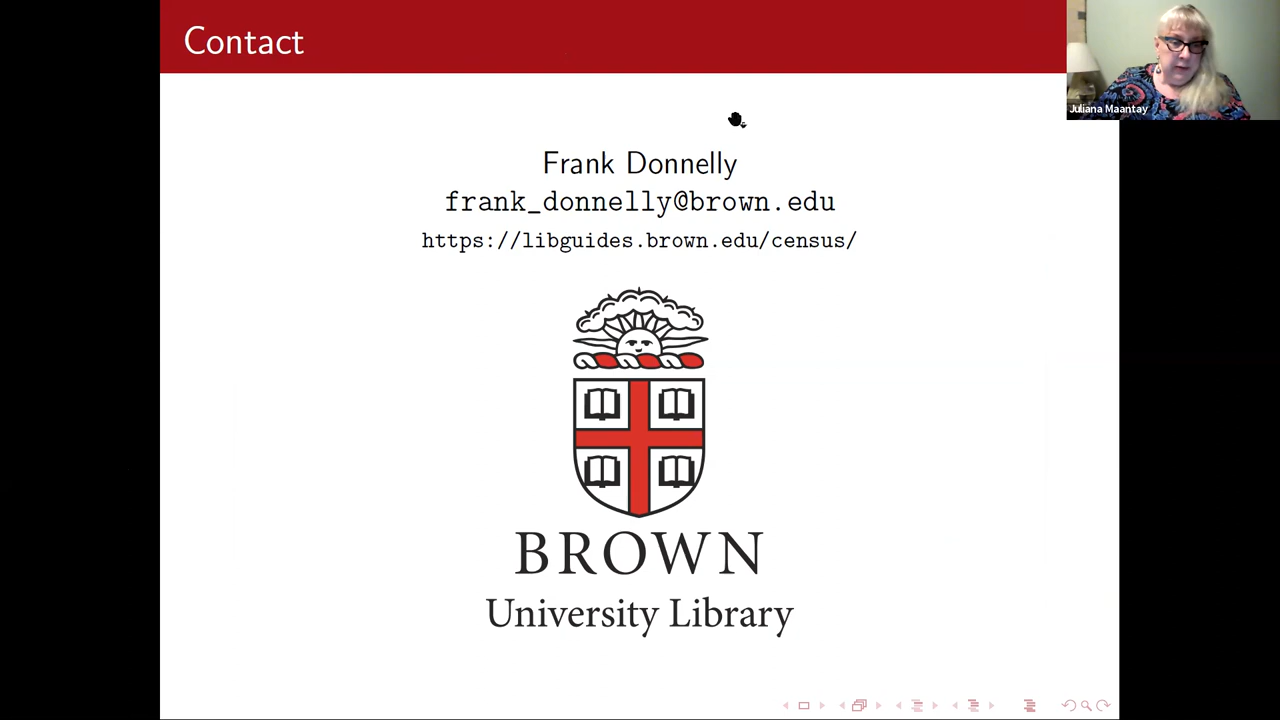 Contact
Juliana Maantay
Frank Donnelly
frank_donnelly@brown.edu
https://libguides.brown.edu/census/
BROWN
University Library